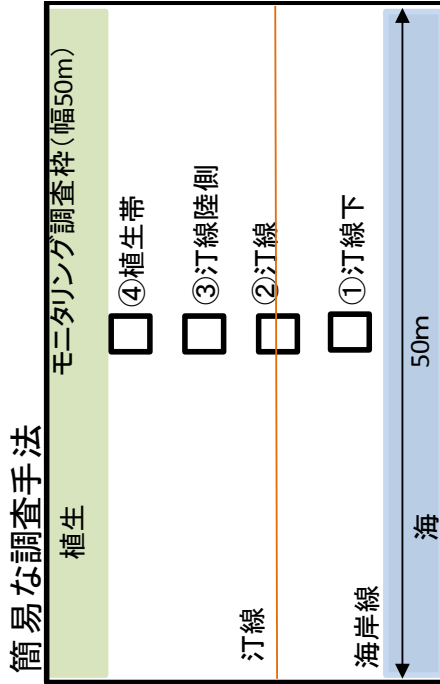 簡易な調査手法
モニタリング調査枠（幅50m）
植生
④植生帯
③汀線陸側
②汀線
汀線
①汀線下
海岸線
50m
海